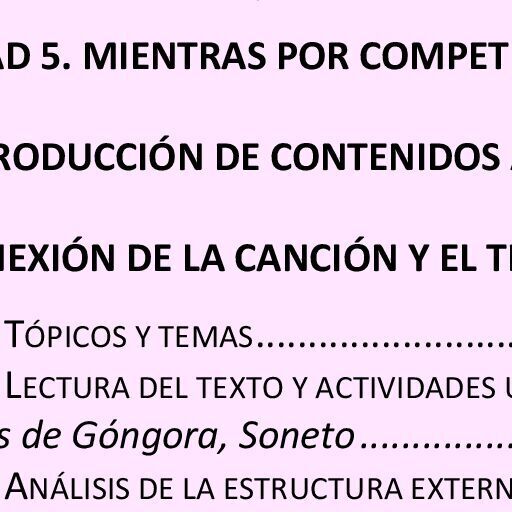 AD 5. MIENTRAS POR COMPET
RODUCCIÓN DE CONTENIDOS
NEXIÓN DE LA CANCIÓN Y EL T
TÓPICOS Y TEMAS..........................
LECTURA DEL TEXTO Y ACTIVIDADES
s de Góngora, Soneto................
ANÁLISIS DE LA ESTRUCTURA EXTERN